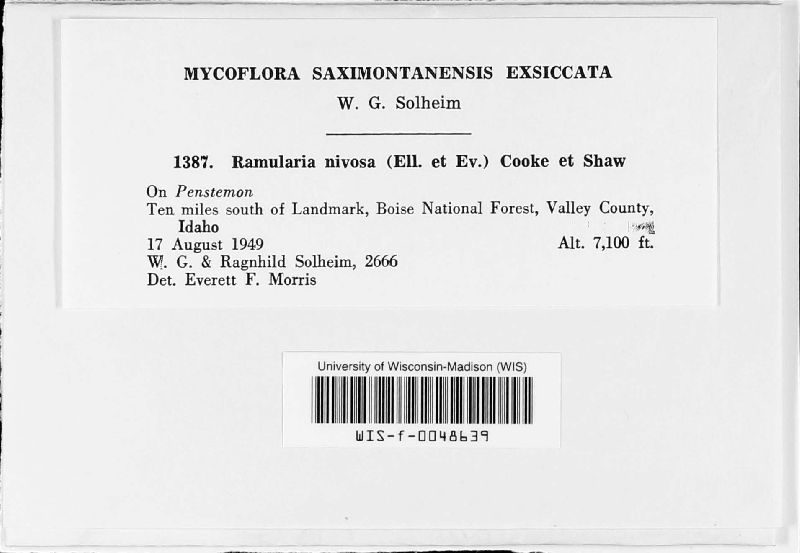 MYCOFLORA SAXIMONTANENSIS EXSICCATA
W. G. Solheim
1387. Ramularia nivosa (Ell. et Ev.) Cooke et Shaw
On Penstemon
Ten miles south of Landmark, Boise National Forest, Valley County,
Idaho
17 August 1949 Alt. 7,100 ft.
W. G. & Ragnhild Solheim, 2666
Det. Everett F. Morris
University of Wisconsin-Madison (WIS)
WIS-f-0048639